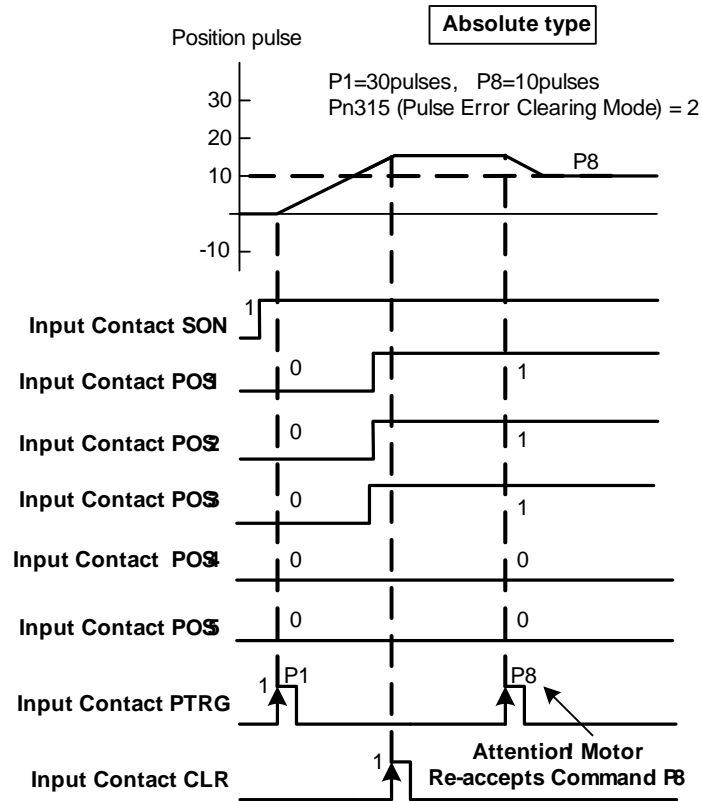 Absolute type
Position pulse
P1=30pulses, P8=10pulses
Pn315 (Pulse Error Clearing Mode) = 2
30
20
10
-10
P8
1
Input Contact SON
0
Input Contact POS1
1
0
Input Contact POS2
1
0
Input Contact POS3
1
0
Input Contact POS4
0
0
Input Contact POS5
0
1
P1
P8
Input Contact PTRG
1
Attention! Motor
Re-accepts Command P8
Input Contact CLR